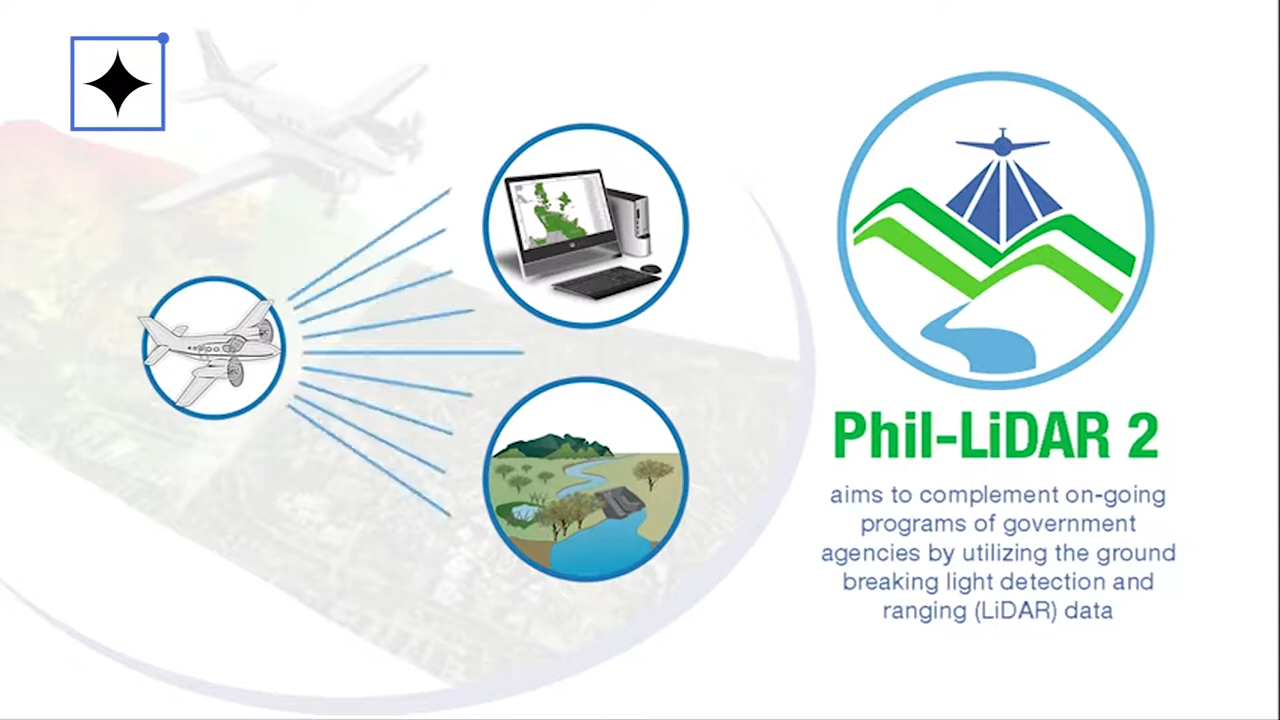 Phil-LiDAR 2
aims to complement on-going
programs of government
agencies by utilizing the ground
breaking light detection and
ranging (LiDAR) data